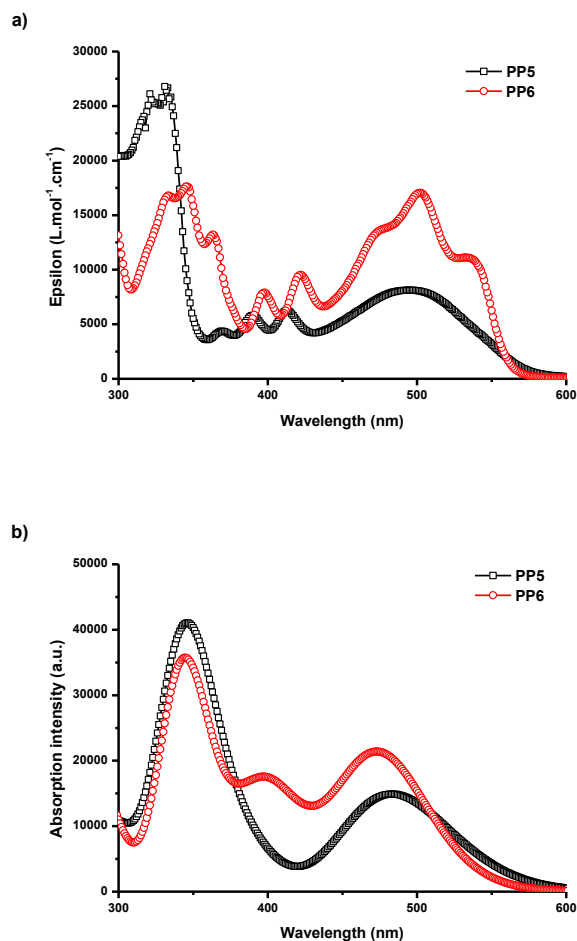 a)
30000
25000
20000
15000
10000
5000
0
Epsilon (L.mol⁻¹.cm⁻¹)
PP5
PP6
300
400
500
600
Wavelength (nm)
b)
50000
40000
30000
20000
10000
0
Absorption intensity (a.u.)
PP5
PP6
300
400
500
600
Wavelength (nm)